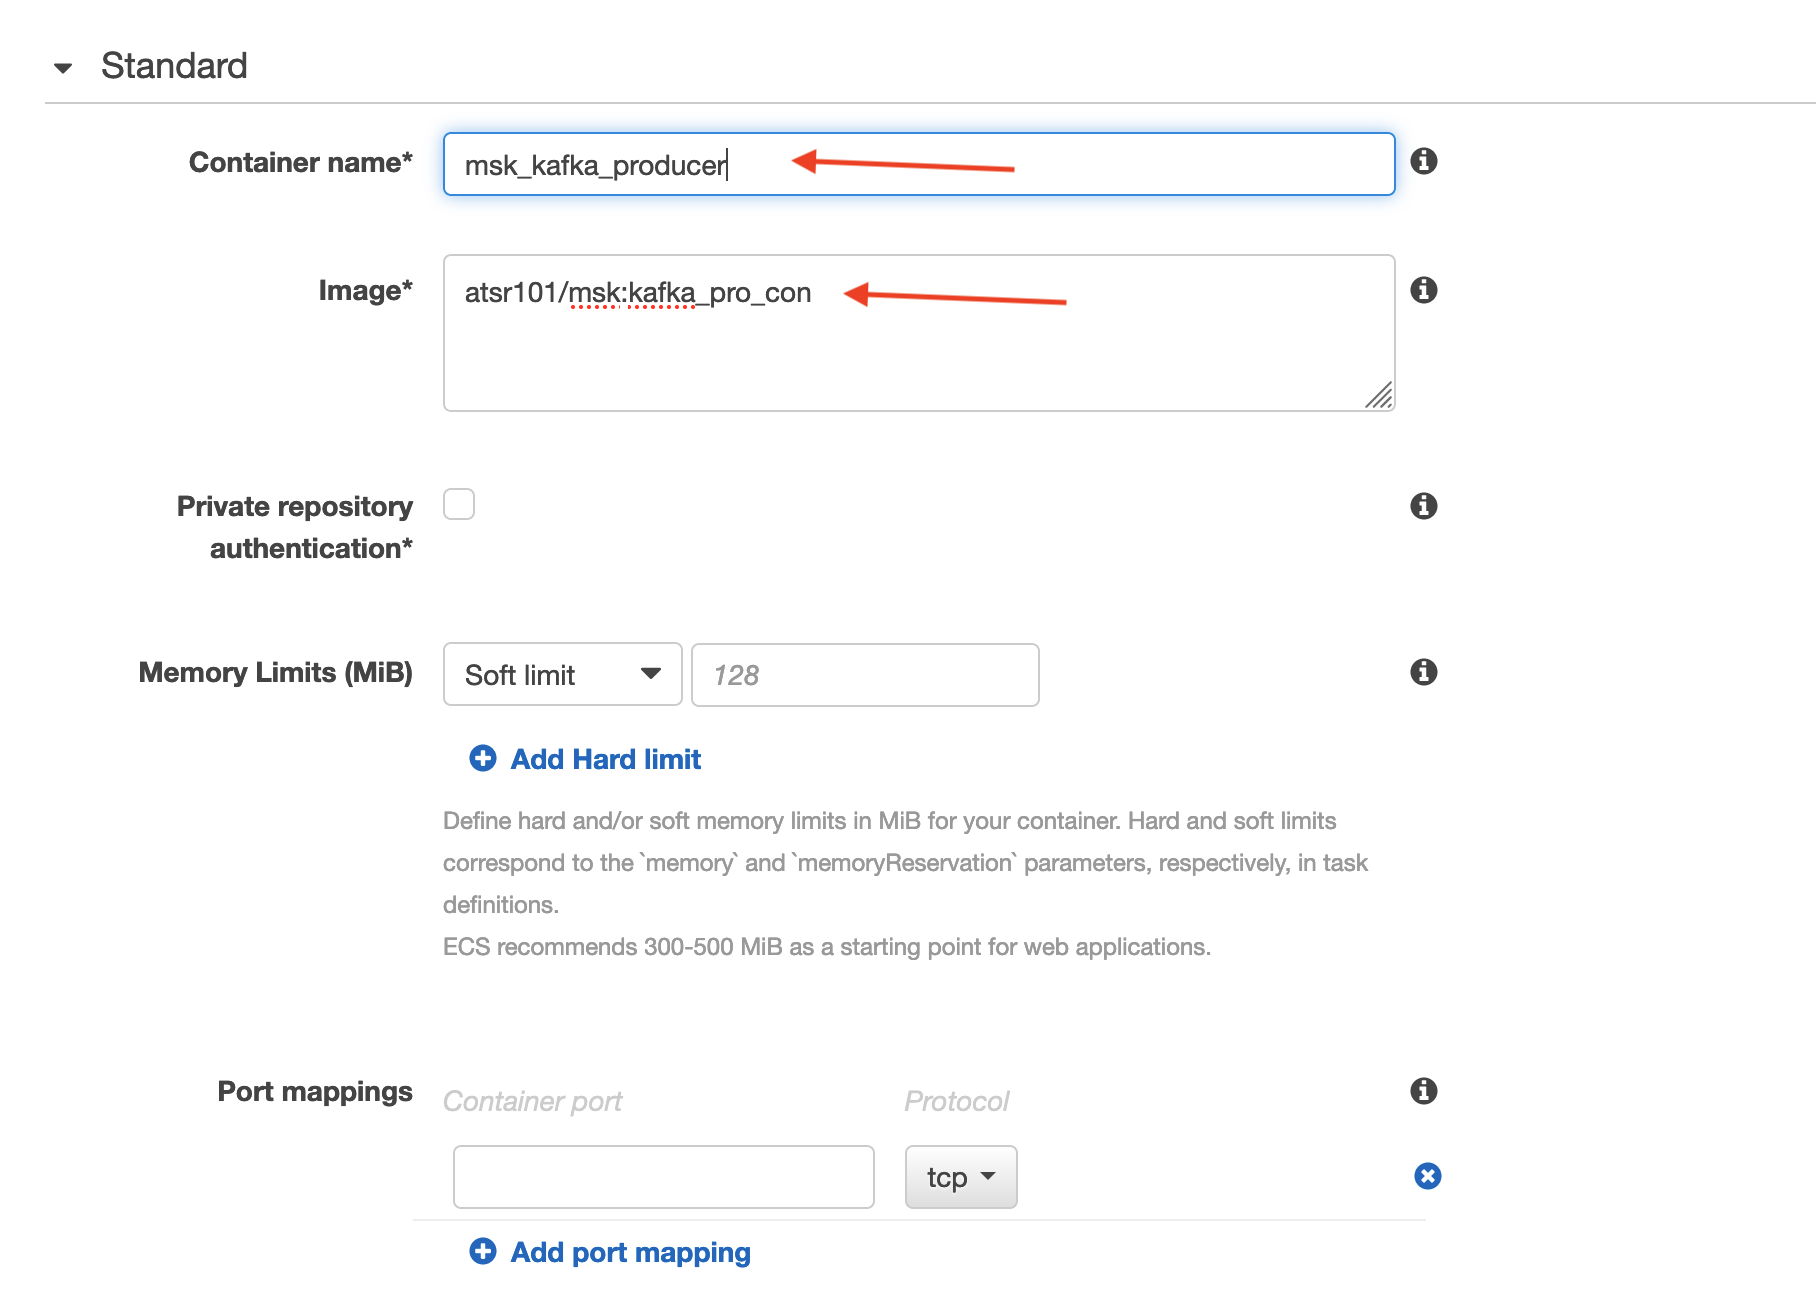 Standard
Container name*
msk_kafka_producer
Image*
atsr101/msk:kafka_pro_con
Private repository
authentication*
Memory Limits (MiB)
Soft limit
128
Add Hard limit
Define hard and/or soft memory limits in MiB for your container. Hard and soft limits
correspond to the `memory` and `memoryReservation` parameters, respectively, in task
definitions.
ECS recommends 300-500 MiB as a starting point for web applications.
Port mappings
Container port
Protocol
tcp
Add port mapping